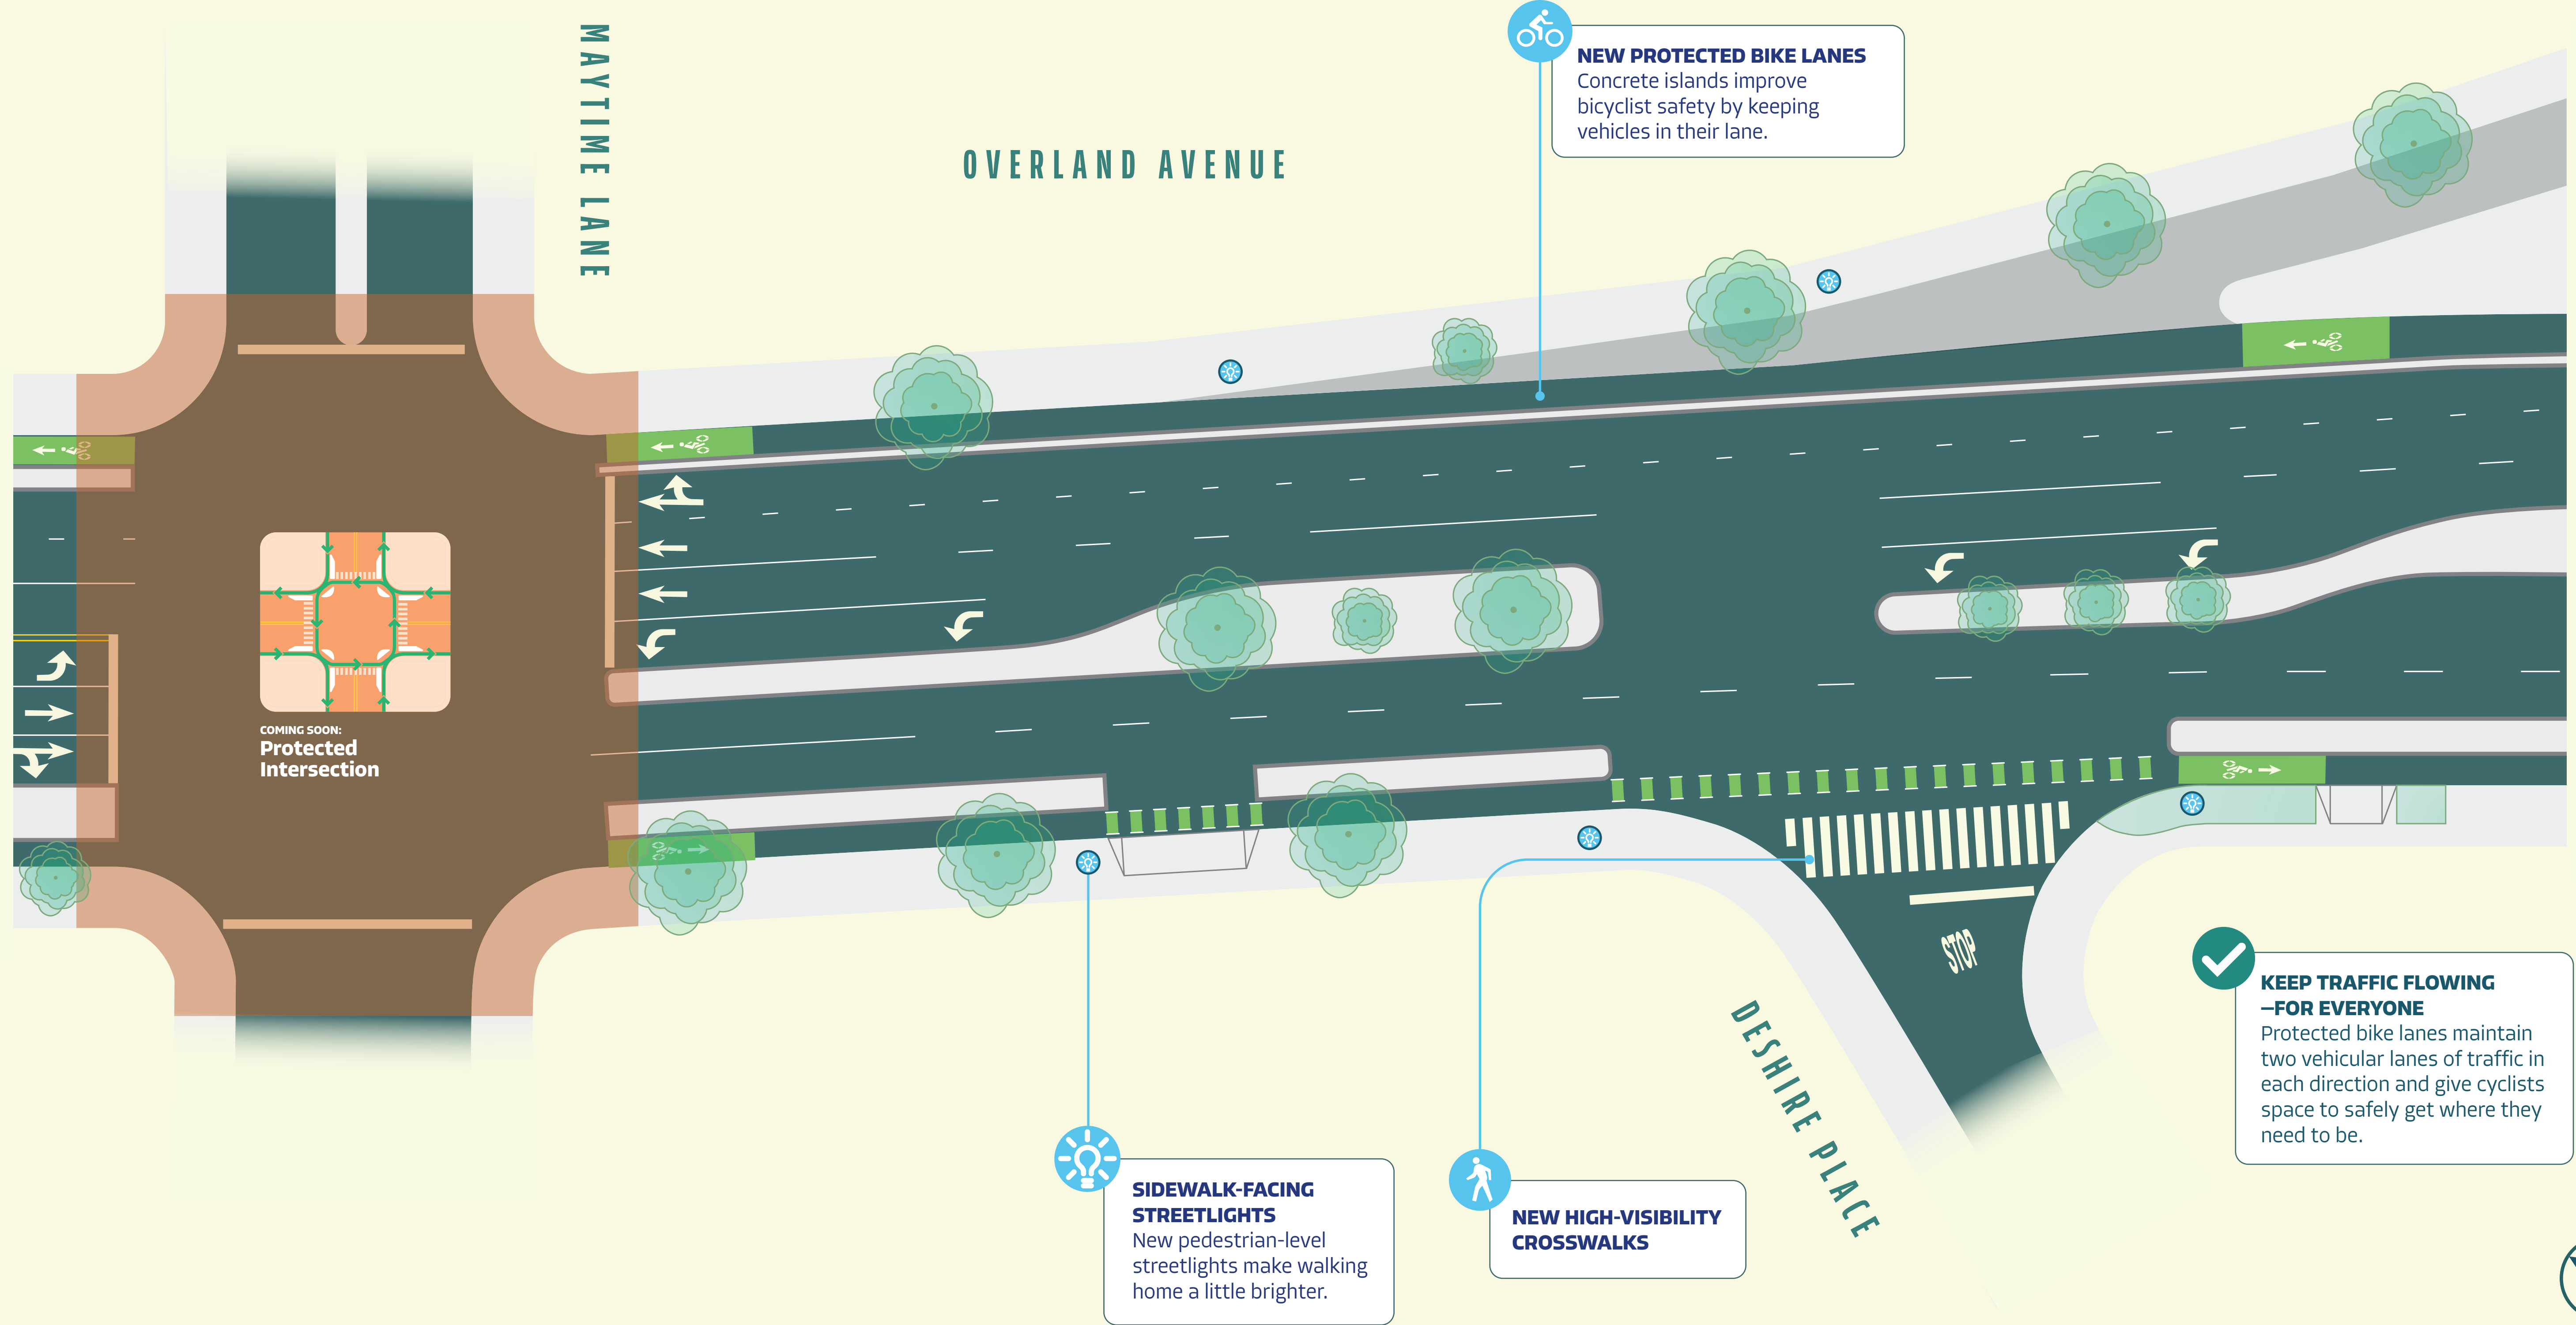 MAYTIME LANE
OVERLAND AVENUE
NEW PROTECTED BIKE LANES
Concrete islands improve
bicyclist safety by keeping
vehicles in their lane.
COMING SOON:
Protected
Intersection
STOP
DESHIRE PLACE
KEEP TRAFFIC FLOWING
–FOR EVERYONE
Protected bike lanes maintain
two vehicular lanes of traffic in
each direction and give cyclists
space to safely get where they
need to be.
SIDEWALK-FACING
STREETLIGHTS
New pedestrian-level
streetlights make walking
home a little brighter.
NEW HIGH-VISIBILITY
CROSSWALKS